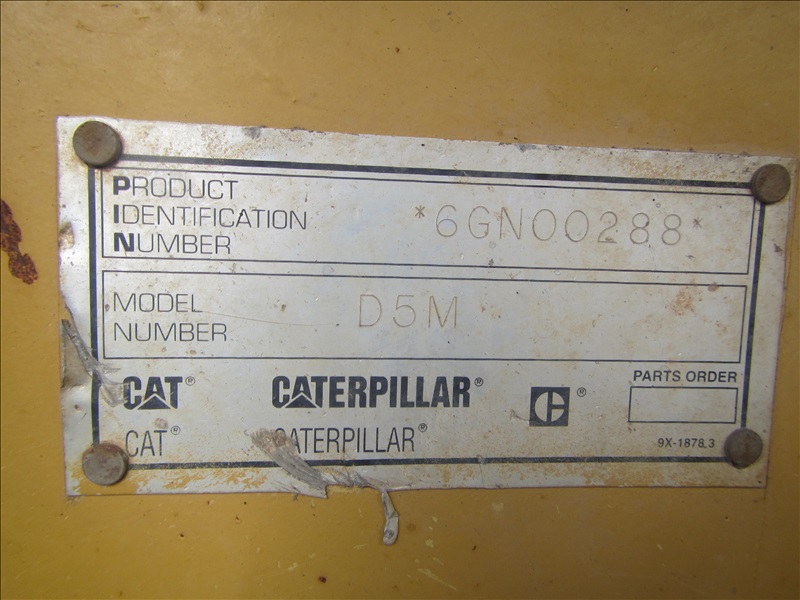 PRODUCT
IDENTIFICATION
NUMBER
*6GN00288*
MODEL
NUMBER
D5M
CAT® CATERPILLAR® ®
PARTS ORDER
CAT® CATERPILLAR®
9X-1878 3